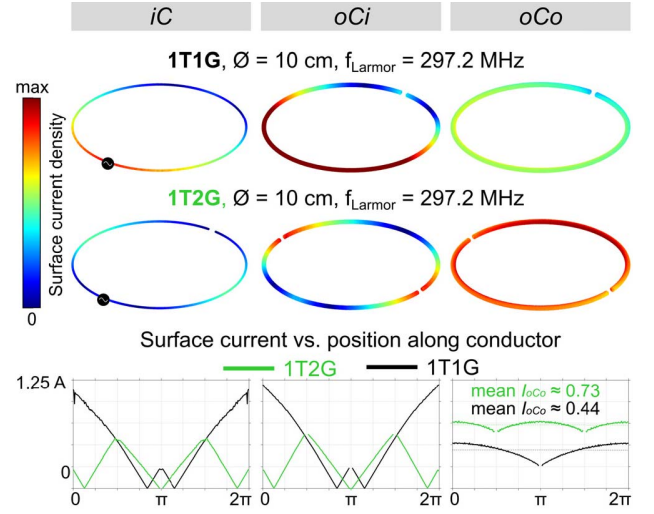 iC oCi oCo
1T1G, Ø = 10 cm, fLarmor = 297.2 MHz
max
Surface current density
0
1T2G, Ø = 10 cm, fLarmor = 297.2 MHz
Surface current vs. position along conductor
1T2G 1T1G
1.25 A
0
mean IoCo ≈ 0.73
mean IoCo ≈ 0.44
0 π 2π 0 π 2π 0 π 2π